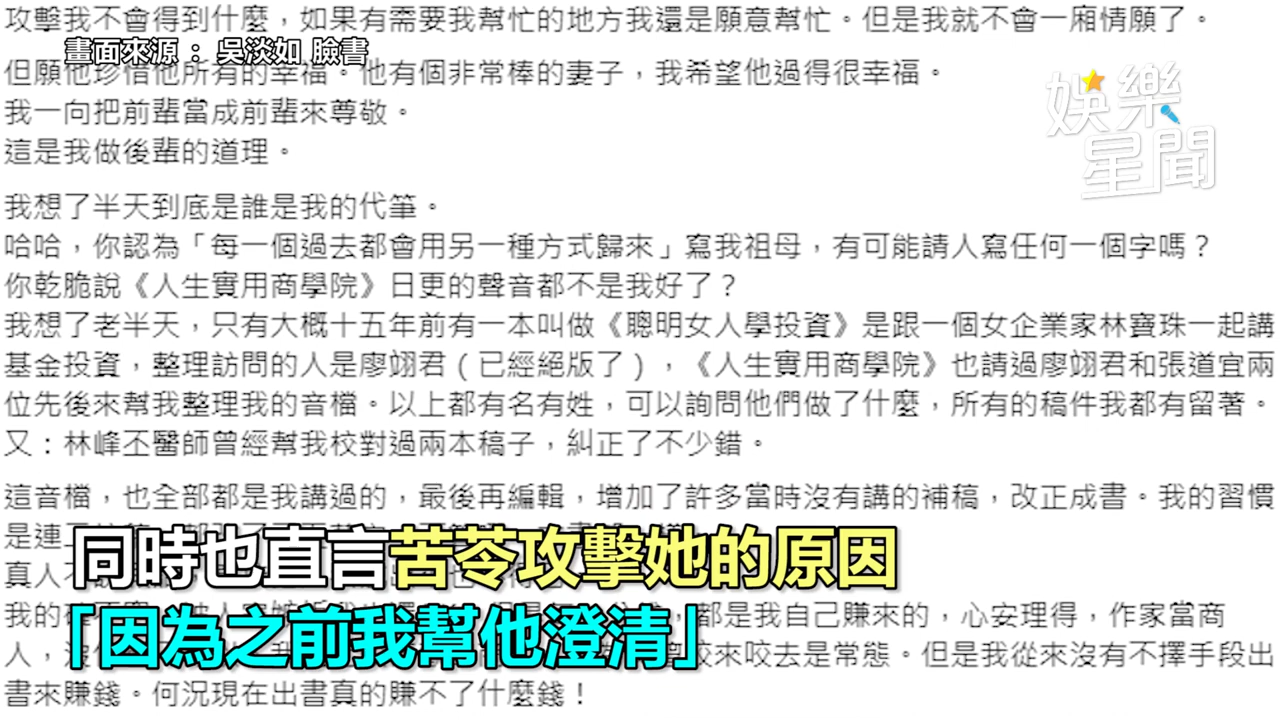 攻擊我不會得到什麼，如果有需要我幫忙的地方我還是願意幫忙。但是我就不會一廂情願了。
畫面來源：吳淡如 臉書
但願他珍惜他所有的幸福。他有個非常棒的妻子，我希望他過得很幸福。
娛樂星聞
我一向把前輩當成前輩來尊敬。
這是我做後輩的道理。
我想了半天到底是誰是我的代筆。
哈哈，你認為「每一個過去都會用另一種方式歸來」寫我祖母，有可能請人寫任何一個字嗎？
你乾脆說《人生實用商學院》日更的聲音都不是我好了？
我想了老半天，只有大概十五年前有一本叫做《聰明女人學投資》是跟一個女企業家林寶珠一起講
基金投資，整理訪問的人是廖翊君（已經絕版了），《人生實用商學院》也請過廖翊君和張道宜兩
位先後來幫我整理我的音檔。以上都有名有姓，可以詢問他們做了什麼，所有的稿件我都有留著。
又：林峰丕醫師曾經幫我校對過兩本稿子，糾正了不少錯。
這音檔，也全部都是我講過的，最後再編輯，增加了許多當時沒有講的補稿，改正成書。我的習慣
是連
同時也直言苦苓攻擊她的原因
真人不
我的
都是我自己賺來的，心安理得，作家當商
「因為之前我幫他澄清」
人，
咬來咬去是常態。但是我從來沒有不擇手段出
書來賺錢。何況現在出書真的賺不了什麼錢！